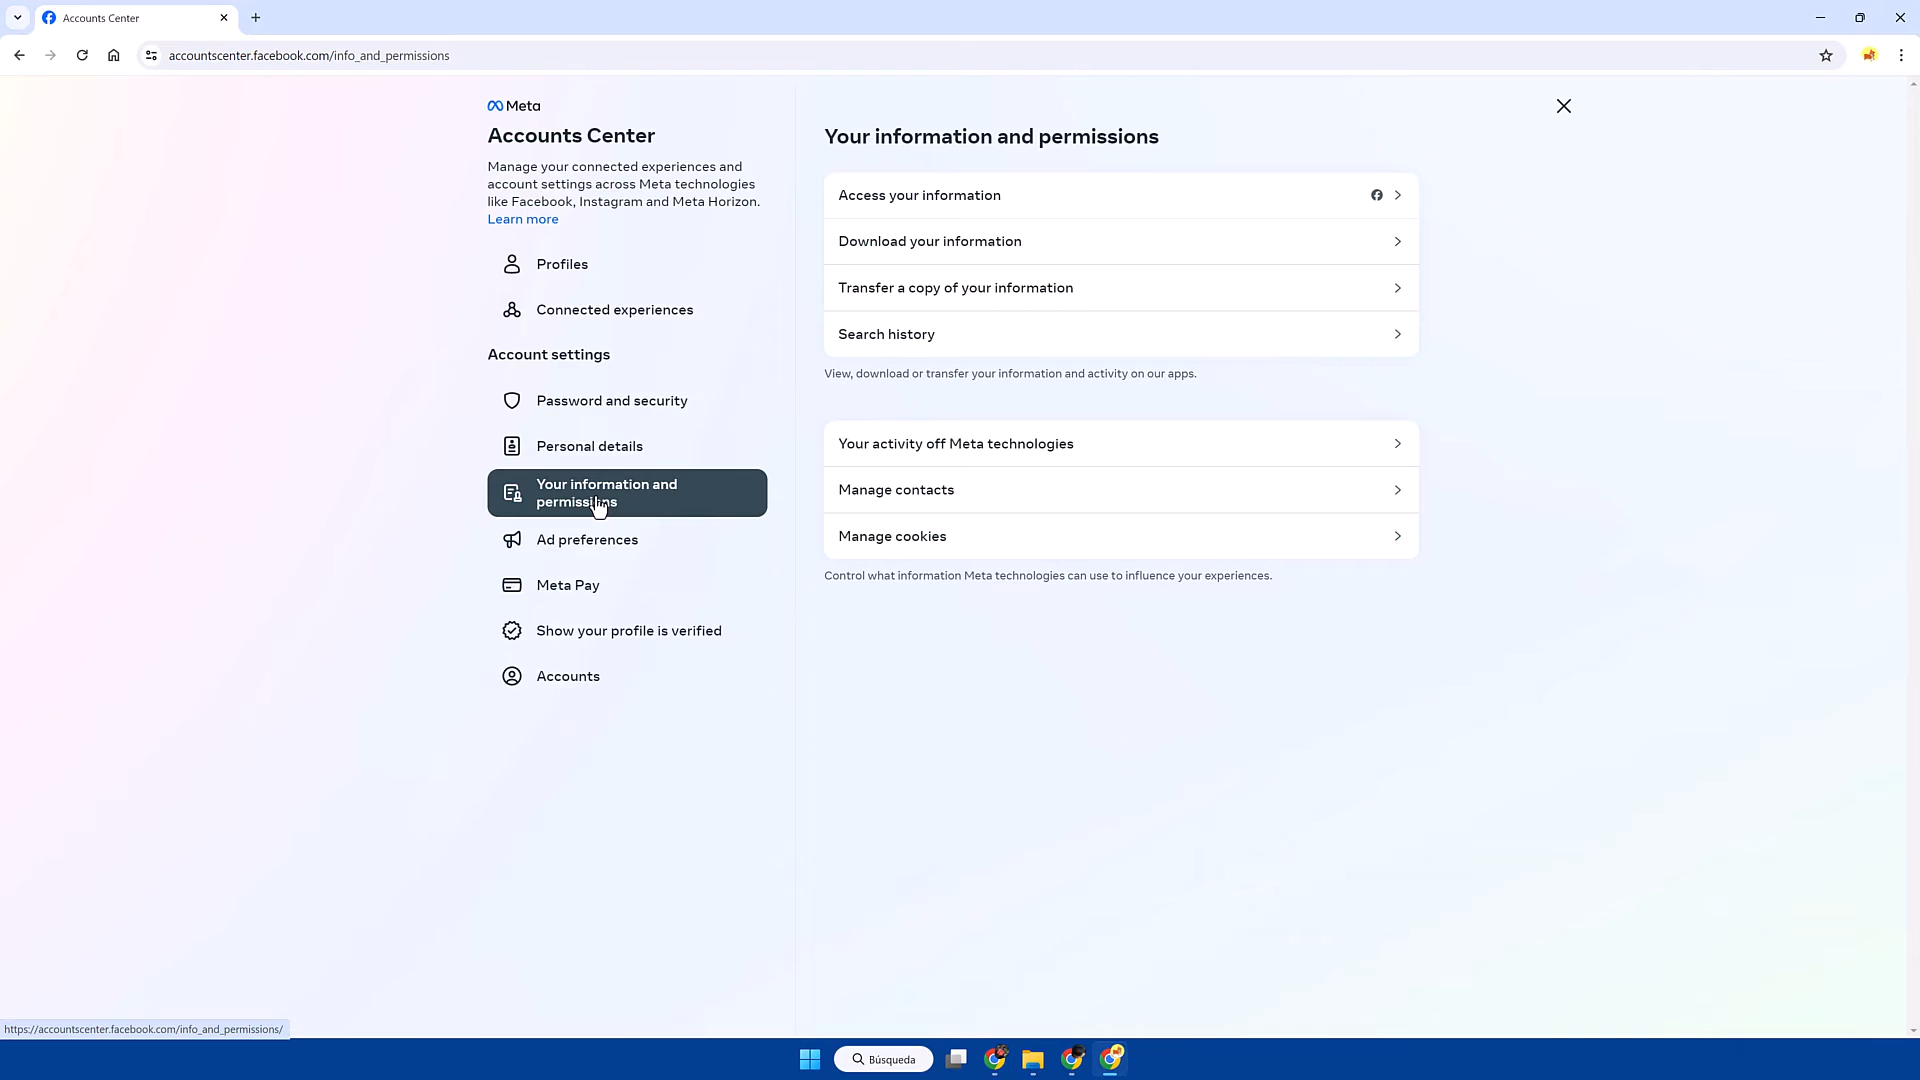 Accounts Center
accountscenter.facebook.com/info_and_permissions
Meta
Accounts Center
Manage your connected experiences and
account settings across Meta technologies
like Facebook, Instagram and Meta Horizon.
Learn more
Profiles
Connected experiences
Account settings
Password and security
Personal details
Your information and
permissions
Ad preferences
Meta Pay
Show your profile is verified
Accounts
Your information and permissions
Access your information
Download your information
Transfer a copy of your information
Search history
View, download or transfer your information and activity on our apps.
Your activity off Meta technologies
Manage contacts
Manage cookies
Control what information Meta technologies can use to influence your experiences.
https://accountscenter.facebook.com/info_and_permissions/
Búsqueda